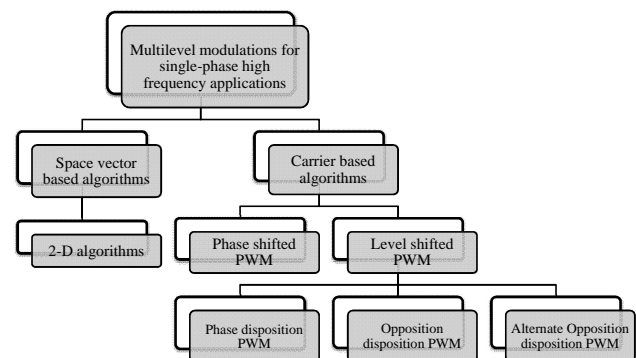 Multilevel modulations for
single-phase high
frequency applications
Space vector
based algorithms
Carrier based
algorithms
2-D algorithms
Phase shifted
PWM
Level shifted
PWM
Phase disposition
PWM
Opposition
disposition PWM
Alternate Opposition
disposition PWM